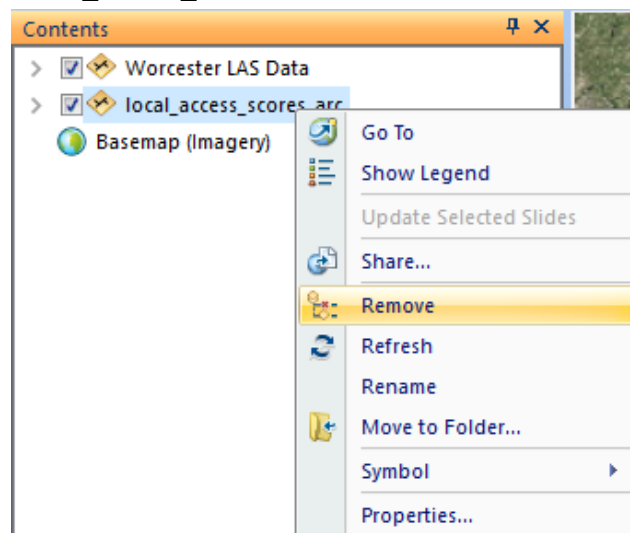 Contents
Worcester LAS Data
local_access_scores_arc
Basemap (Imagery)
Go To
Show Legend
Update Selected Slides
Share...
Remove
Refresh
Rename
Move to Folder...
Symbol
Properties...